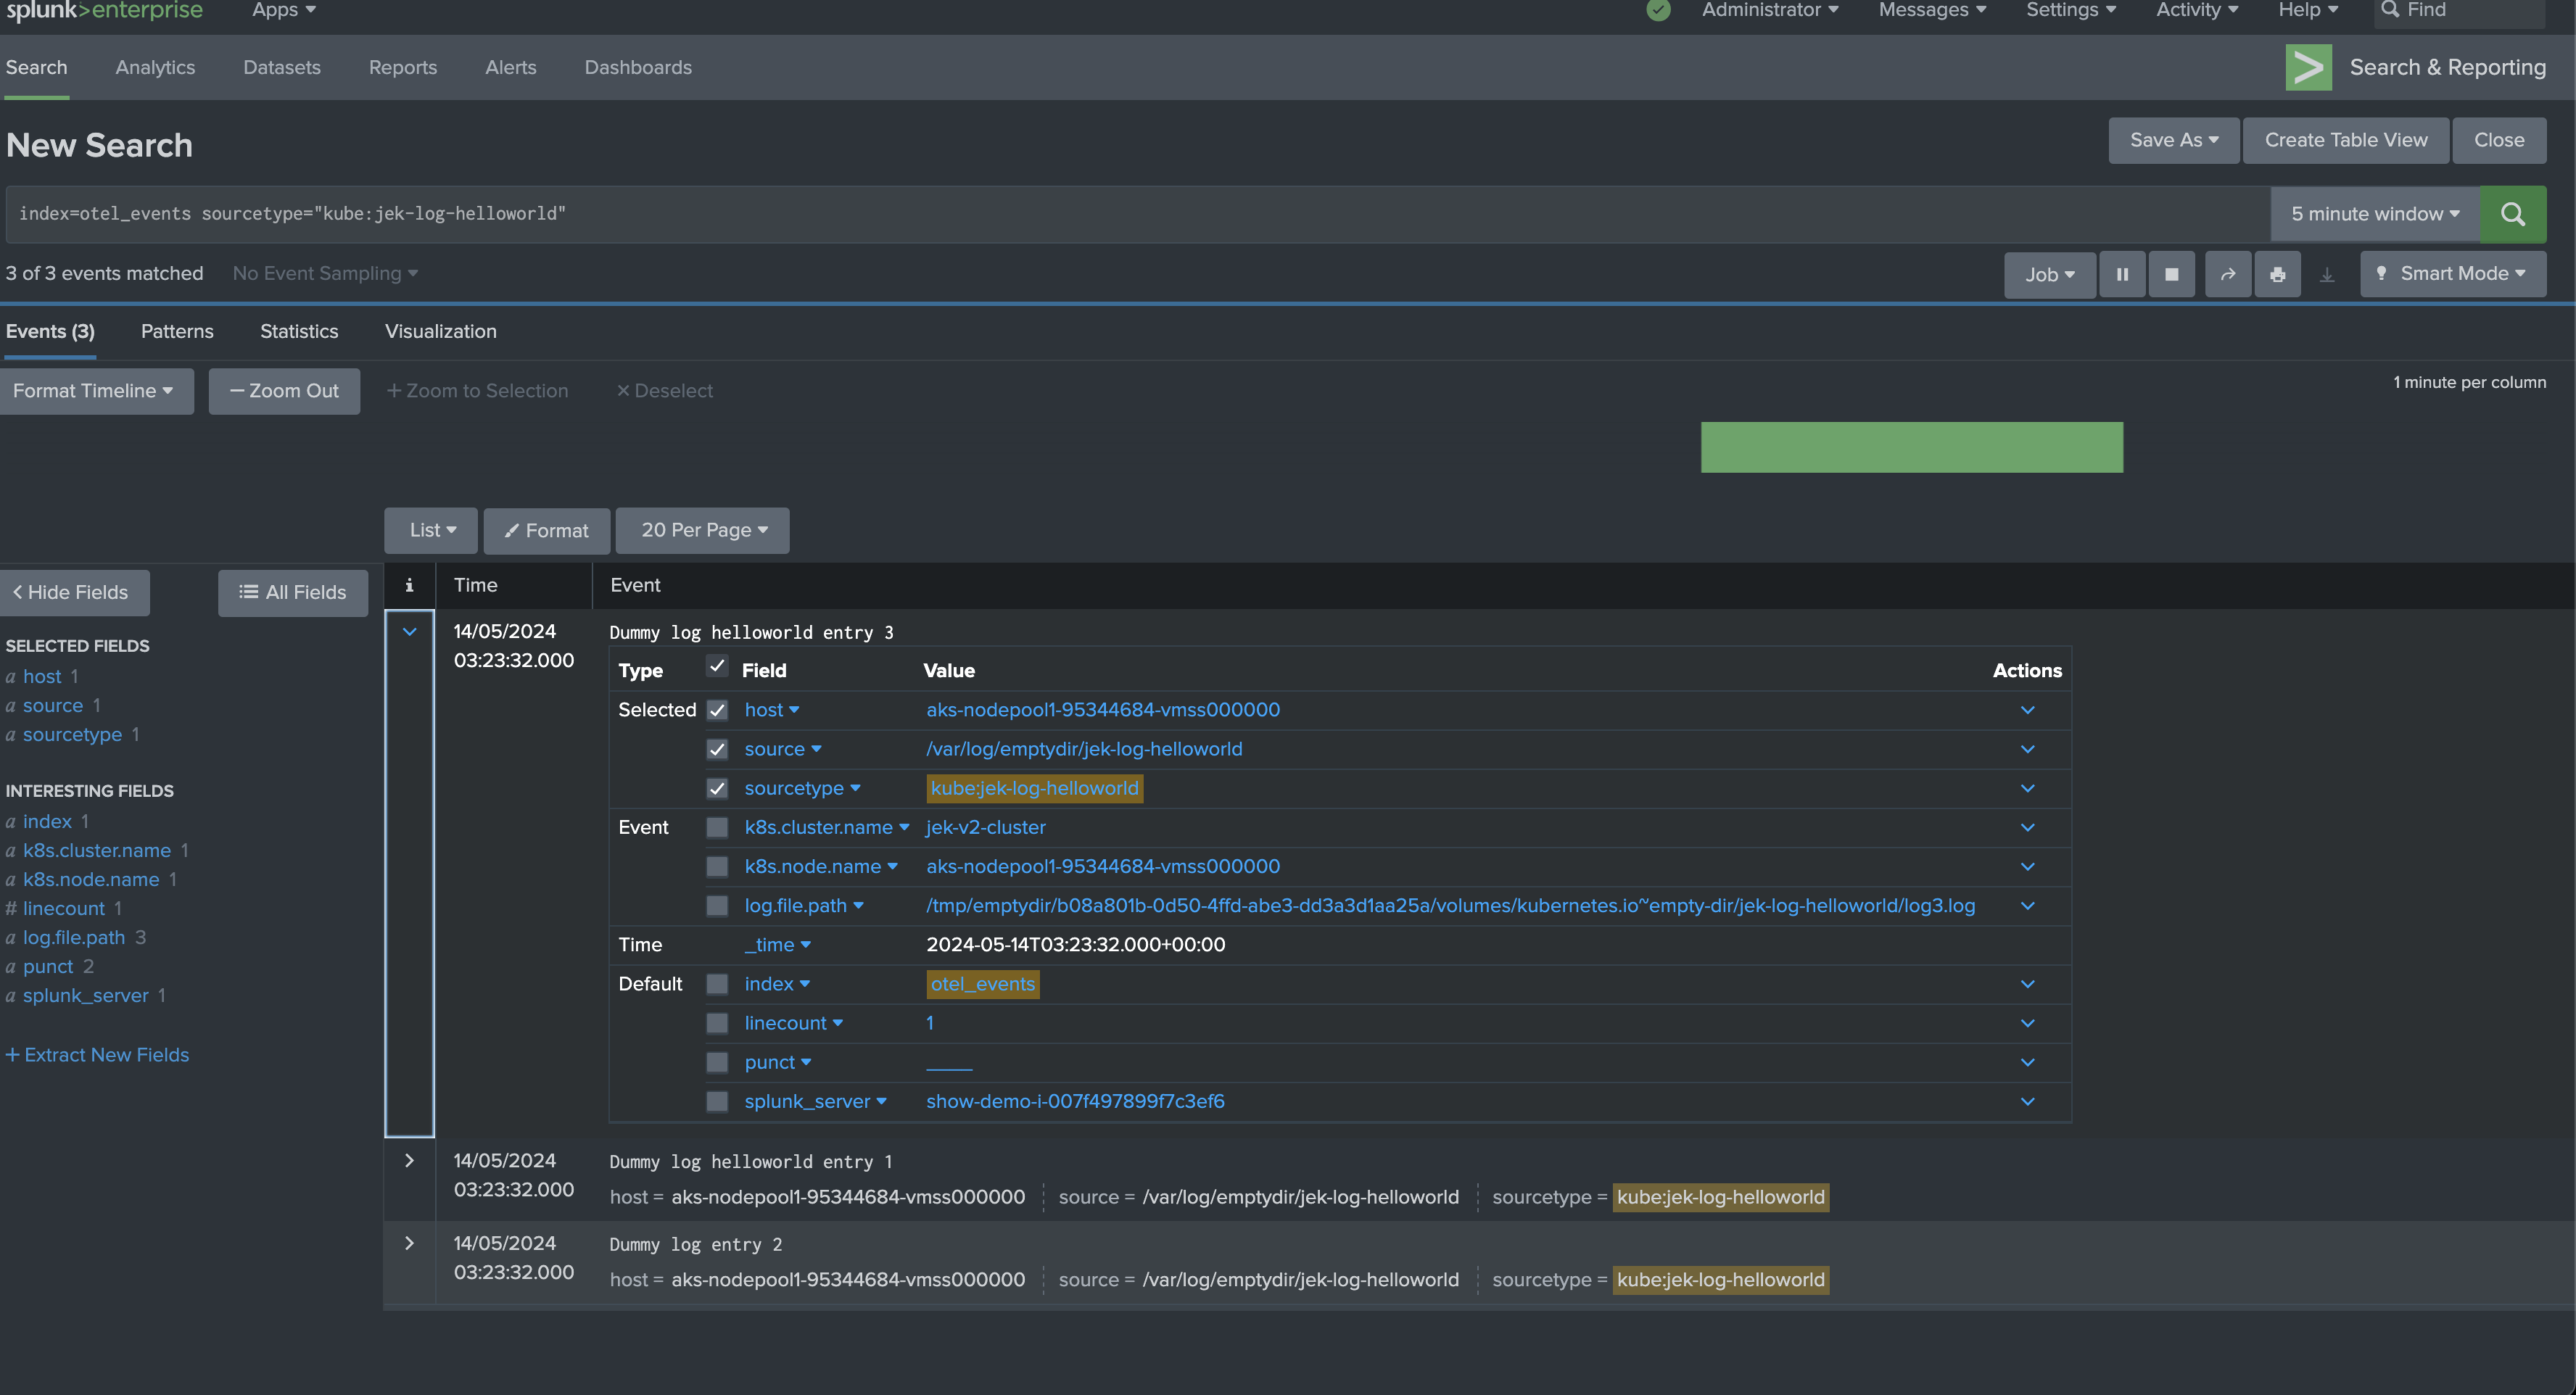 splunk>enterprise Apps Administrator Messages Settings Activity Help Find
Search Analytics Datasets Reports Alerts Dashboards > Search & Reporting
New Search Save As Create Table View Close
index=otel_events sourcetype="kube:jek-log-helloworld" 5 minute window
3 of 3 events matched No Event Sampling Job Smart Mode
Events (3) Patterns Statistics Visualization
Format Timeline — Zoom Out + Zoom to Selection × Deselect 1 minute per column
List Format 20 Per Page
< Hide Fields All Fields
SELECTED FIELDS
a host 1
a source 1
a sourcetype 1
INTERESTING FIELDS
a index 1
a k8s.cluster.name 1
a k8s.node.name 1
# linecount 1
a log.file.path 3
a punct 2
a splunk_server 1
+ Extract New Fields
i Time Event
14/05/2024
03:23:32.000
Dummy log helloworld entry 3
Type Field Value Actions
Selected host aks-nodepool1-95344684-vmss000000
source /var/log/emptydir/jek-log-helloworld
sourcetype kube:jek-log-helloworld
Event k8s.cluster.name jek-v2-cluster
k8s.node.name aks-nodepool1-95344684-vmss000000
log.file.path /tmp/emptydir/b08a801b-0d50-4ffd-abe3-dd3a3d1aa25a/volumes/kubernetes.io~empty-dir/jek-log-helloworld/log3.log
Time _time 2024-05-14T03:23:32.000+00:00
Default index otel_events
linecount 1
punct ____
splunk_server show-demo-i-007f497899f7c3ef6
14/05/2024
03:23:32.000
Dummy log helloworld entry 1
host = aks-nodepool1-95344684-vmss000000 source = /var/log/emptydir/jek-log-helloworld sourcetype = kube:jek-log-helloworld
14/05/2024
03:23:32.000
Dummy log entry 2
host = aks-nodepool1-95344684-vmss000000 source = /var/log/emptydir/jek-log-helloworld sourcetype = kube:jek-log-helloworld